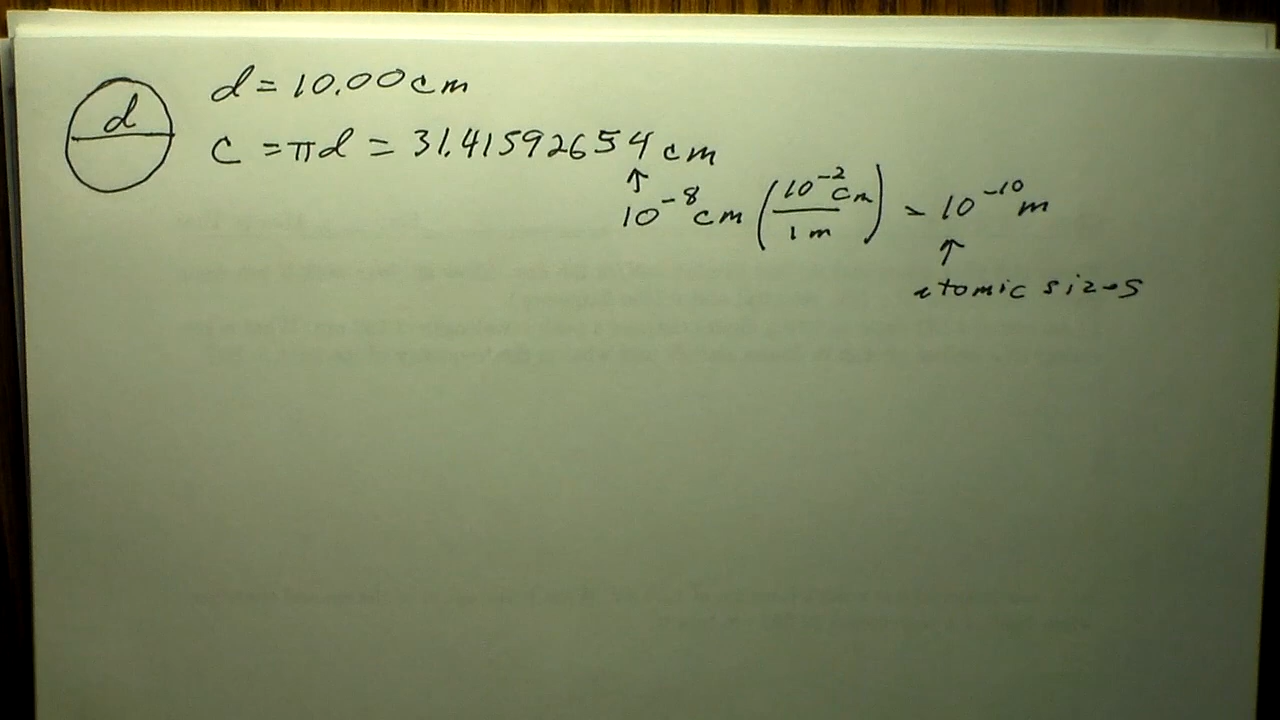 d
d = 10.00 cm
C = πd = 31.41592654 cm
↑
10⁻⁸ cm (10⁻² cm / 1 m) = 10⁻¹⁰ m
↑
atomic sizes